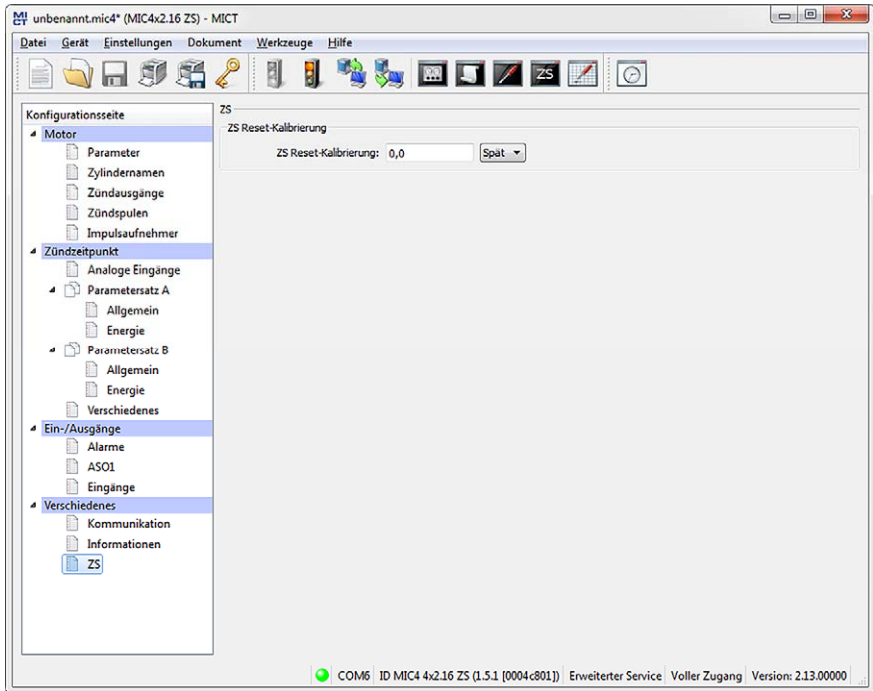 MICT unbenannt.mic4* (MIC4x2.16 ZS) - MICT
Datei Gerät Einstellungen Dokument Werkzeuge Hilfe
ZS
Konfigurationsseite
Motor
Parameter
Zylindernamen
Zündausgänge
Zündspulen
Impulsaufnehmer
Zündzeitpunkt
Analoge Eingänge
Parametersatz A
Allgemein
Energie
Parametersatz B
Allgemein
Energie
Verschiedenes
Ein-/Ausgänge
Alarme
ASO1
Eingänge
Verschiedenes
Kommunikation
Informationen
ZS
ZS
ZS Reset-Kalibrierung
ZS Reset-Kalibrierung: 0,0 Spät
COM6 ID MIC4 4x2.16 ZS (1.5.1 [0004c801]) Erweiterter Service Voller Zugang Version: 2.13.00000